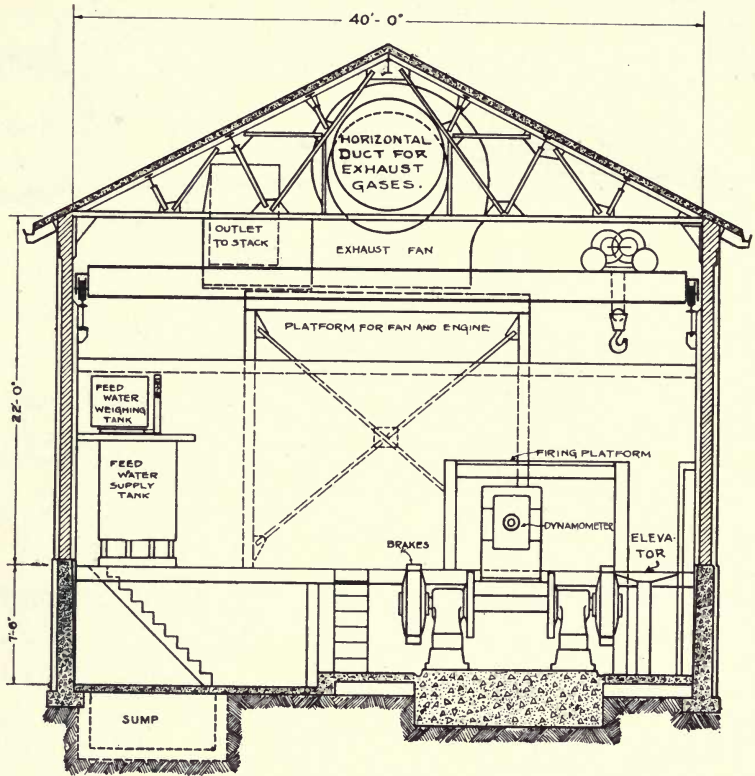 40'-0"
HORIZONTAL
DUCT FOR
EXHAUST
GASES.
OUTLET
TO STACK
EXHAUST FAN
PLATFORM FOR FAN AND ENGINE
22'-0"
FEED
WATER
WEIGHING
TANK
FIRING PLATFORM
FEED
WATER
SUPPLY
TANK
DYNAMOMETER
BRAKES
ELEVA-
TOR
7'-6"
SUMP